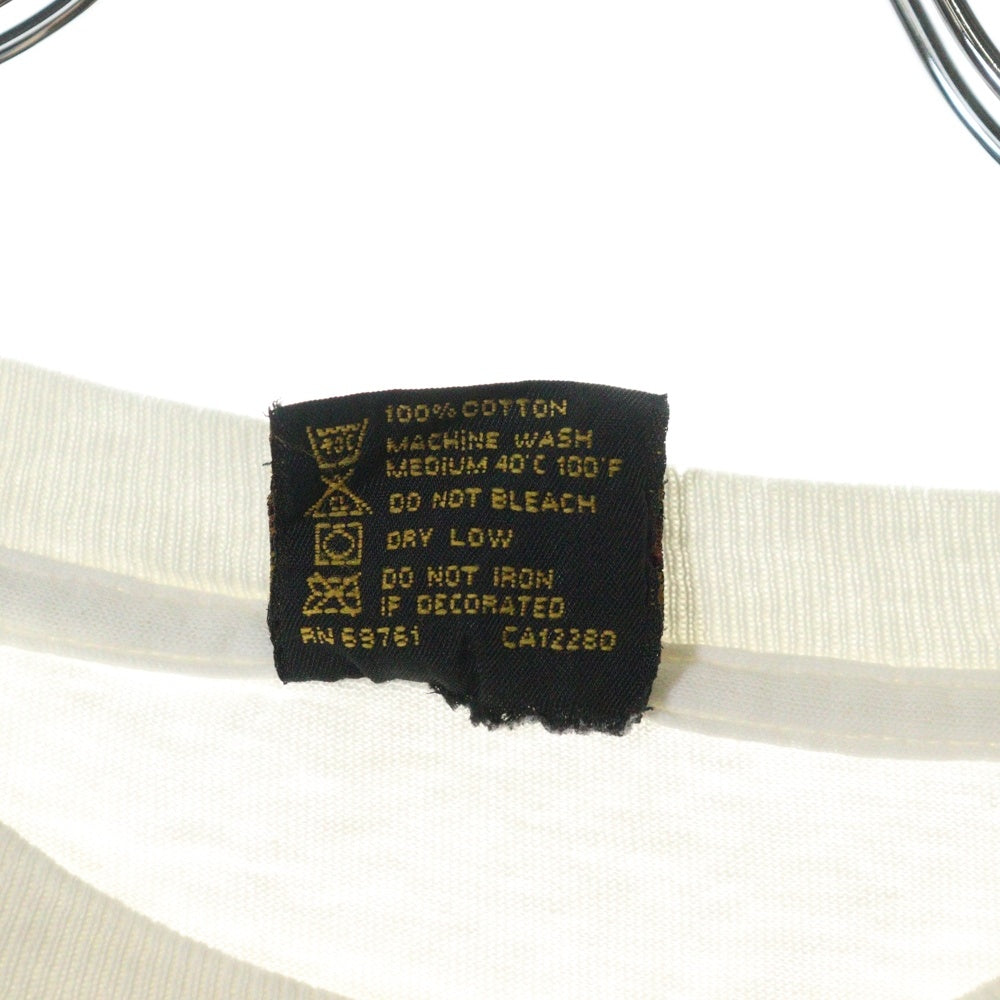 100% COTTON
MACHINE WASH
MEDIUM 40°C 100°F
DO NOT BLEACH
DRY LOW
DO NOT IRON
IF DECORATED
RN 69761 CA12280